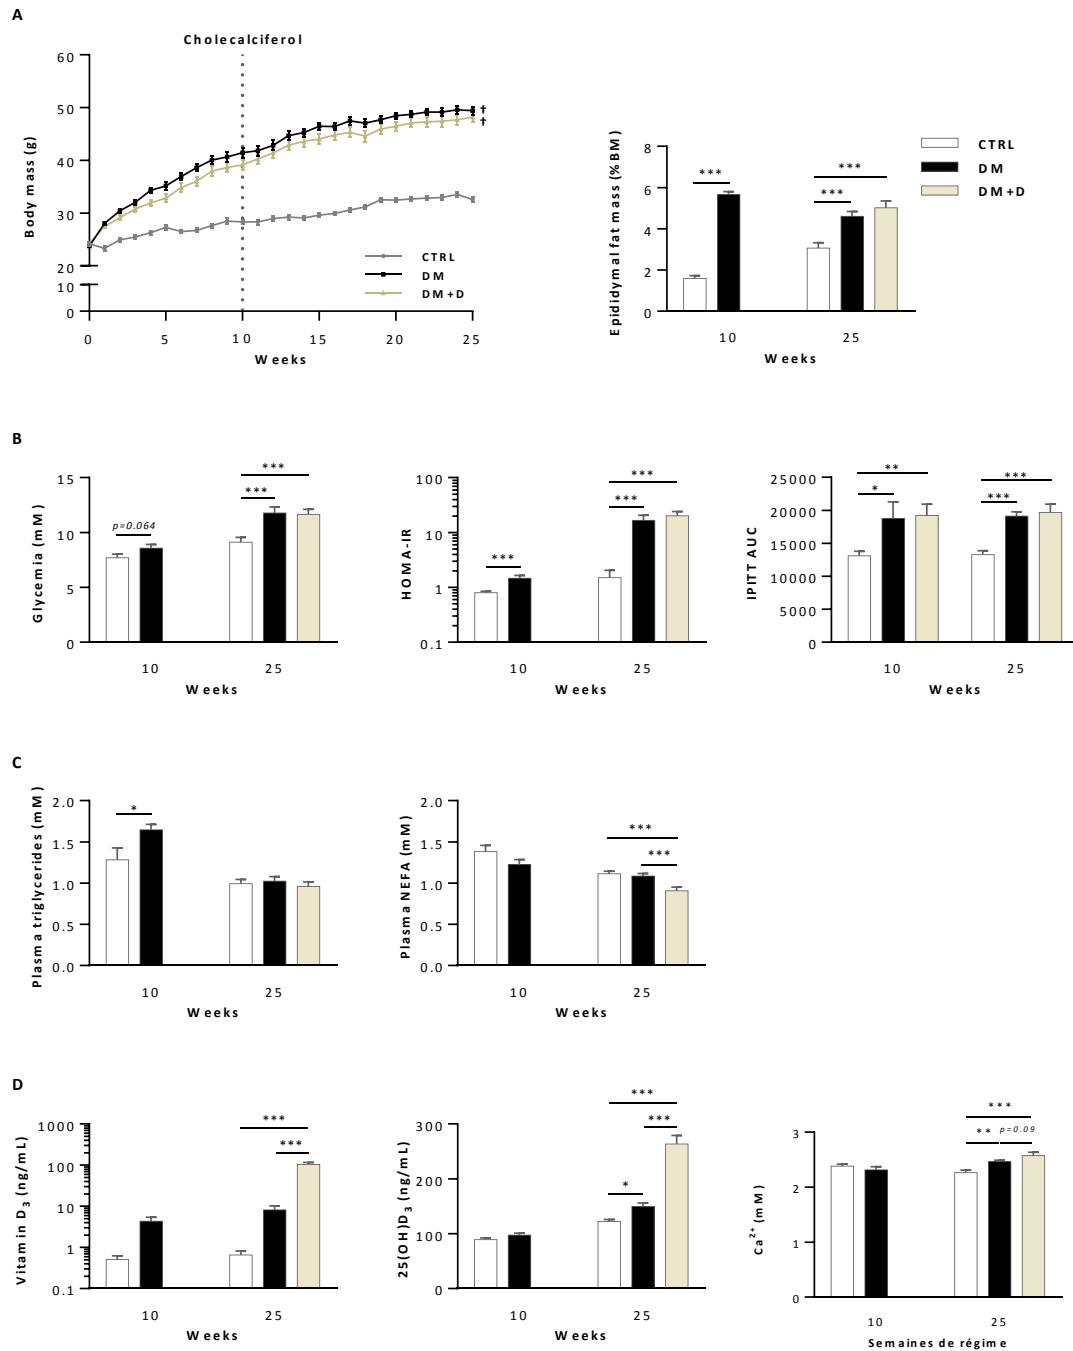 A
Cholecalciferol
Body mass (g)
60
50
40
30
20
10
0
CTRL
DM
DM+D
†
†
0 5 10 15 20 25
Weeks
Epididymal fat mass (%BM)
8
6
4
2
0
***
***
***
10 25
Weeks
CTRL
DM
DM+D
B
Glycemia (mM)
15
10
5
0
p=0.064
***
***
10 25
Weeks
HOMA-IR
100
10
1
0.1
***
***
***
10 25
Weeks
IPITT AUC
25000
20000
15000
10000
5000
0
**
*
***
***
10 25
Weeks
C
Plasma triglycerides (mM)
2.0
1.5
1.0
0.5
0.0
*
10 25
Weeks
Plasma NEFA (mM)
2.0
1.5
1.0
0.5
0.0
***
***
10 25
Weeks
D
Vitamin D3 (ng/mL)
1000
100
10
1
0.1
***
***
10 25
Weeks
25(OH)D3 (ng/mL)
300
200
100
0
***
***
*
10 25
Weeks
Ca2+ (mM)
3
2
1
0
***
** p=0.09
10 25
Semaines de régime